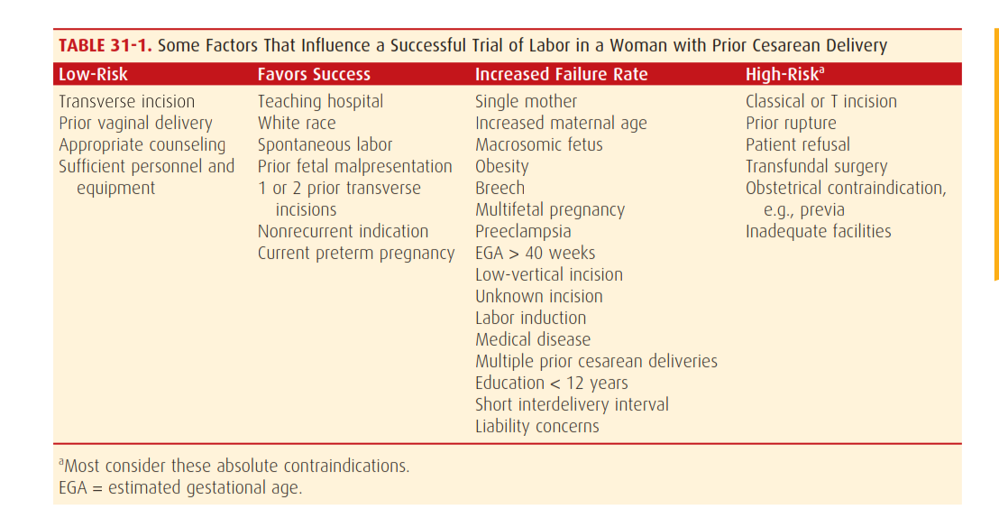 TABLE 31-1. Some Factors That Influence a Successful Trial of Labor in a Woman with Prior Cesarean Delivery
Low-Risk
Transverse incision
Prior vaginal delivery
Appropriate counseling
Sufficient personnel and
equipment
Favors Success
Teaching hospital
White race
Spontaneous labor
Prior fetal malpresentation
1 or 2 prior transverse
incisions
Nonrecurrent indication
Current preterm pregnancy
Increased Failure Rate
Single mother
Increased maternal age
Macrosomic fetus
Obesity
Breech
Multifetal pregnancy
Preeclampsia
EGA > 40 weeks
Low-vertical incision
Unknown incision
Labor induction
Medical disease
Multiple prior cesarean deliveries
Education < 12 years
Short interdelivery interval
Liability concerns
High-Riskᵃ
Classical or T incision
Prior rupture
Patient refusal
Transfundal surgery
Obstetrical contraindication,
e.g., previa
Inadequate facilities
ᵃMost consider these absolute contraindications.
EGA = estimated gestational age.